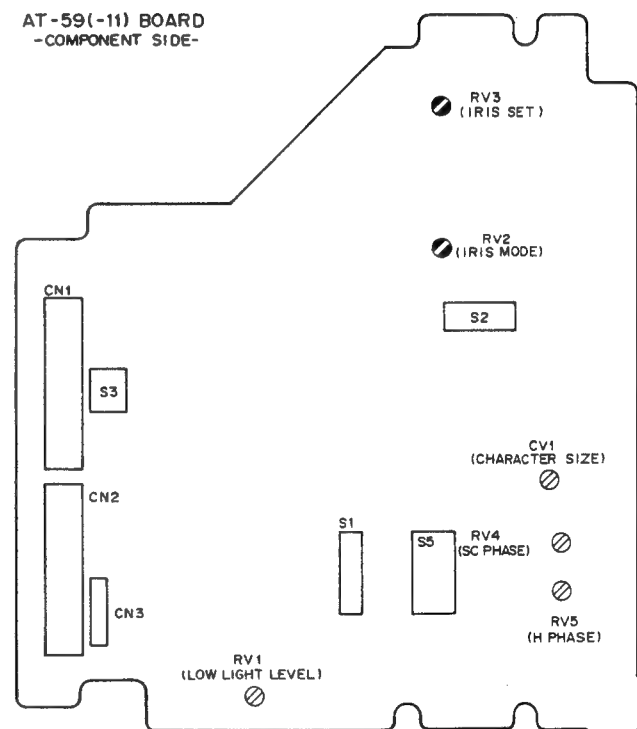 AT-59(-11) BOARD
-COMPONENT SIDE-
RV3
(IRIS SET)
RV2
(IRIS MODE)
CN1
S2
S3
CV1
(CHARACTER SIZE)
CN2
S1
S5
RV4
(SC PHASE)
CN3
RV5
(H PHASE)
RV1
(LOW LIGHT LEVEL)